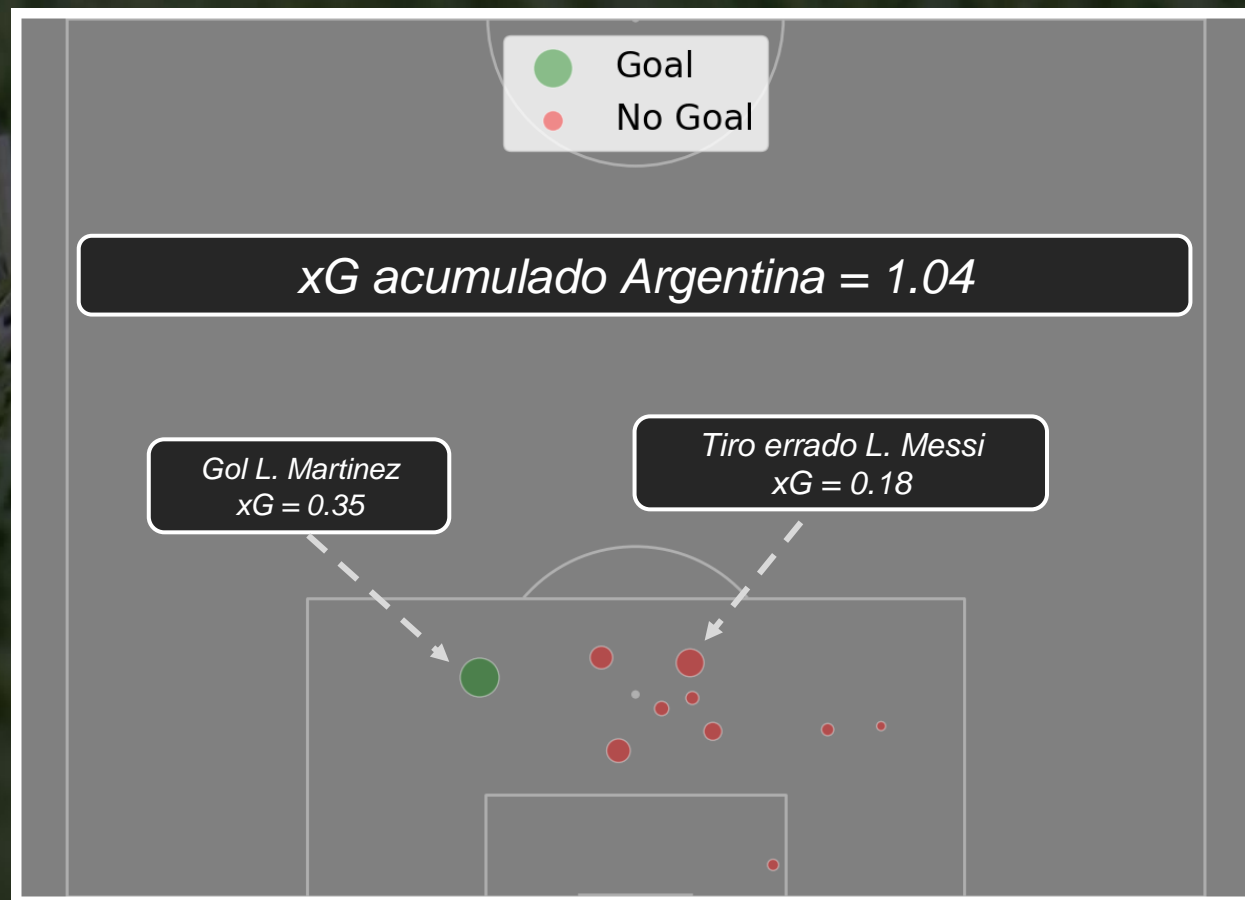 Goal
No Goal
xG acumulado Argentina = 1.04
Gol L. Martinez
xG = 0.35
Tiro errado L. Messi
xG = 0.18